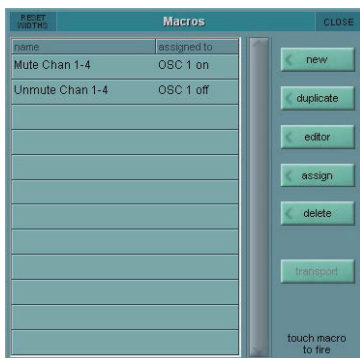 RESET
WIDTHS
Macros
CLOSE
name assigned to
Mute Chan 1-4 OSC 1 on
Unmute Chan 1-4 OSC 1 off
new
duplicate
editor
assign
delete
transport
touch macro
to fire